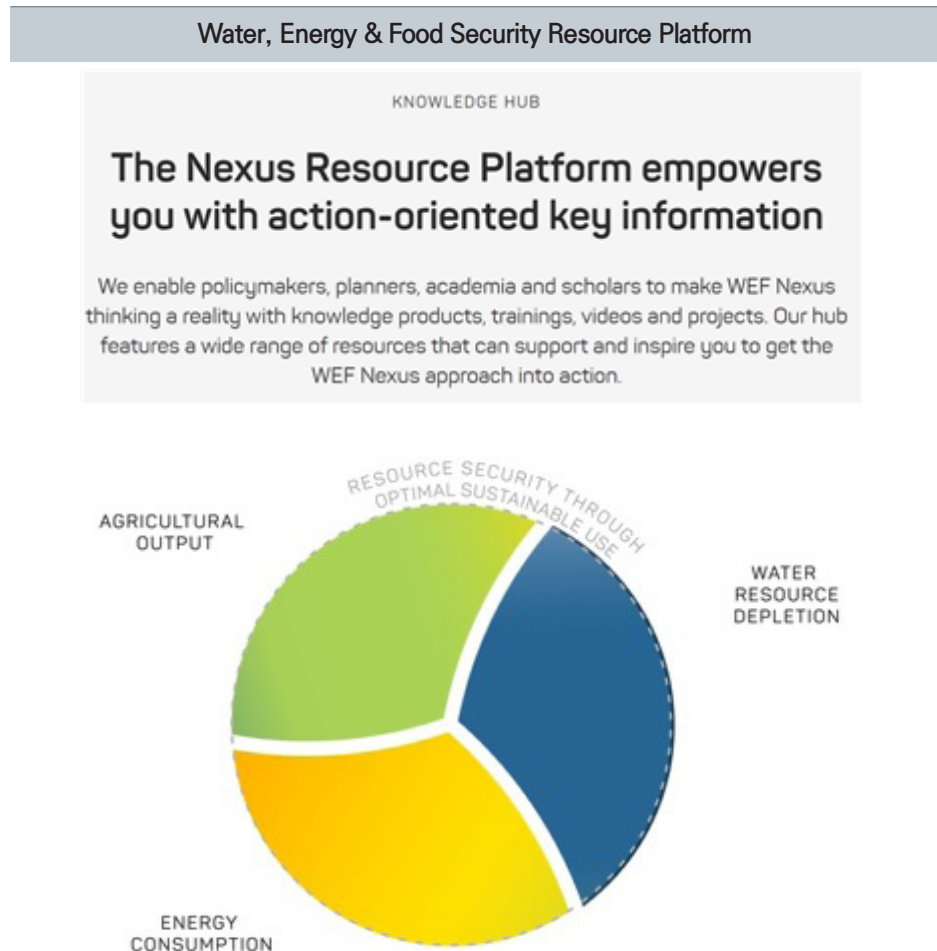 Water, Energy & Food Security Resource Platform
KNOWLEDGE HUB
The Nexus Resource Platform empowers
you with action-oriented key information
We enable policymakers, planners, academia and scholars to make WEF Nexus
thinking a reality with knowledge products, trainings, videos and projects. Our hub
features a wide range of resources that can support and inspire you to get the
WEF Nexus approach into action.
RESOURCE SECURITY THROUGH
OPTIMAL SUSTAINABLE USE
AGRICULTURAL
OUTPUT
WATER
RESOURCE
DEPLETION
ENERGY
CONSUMPTION